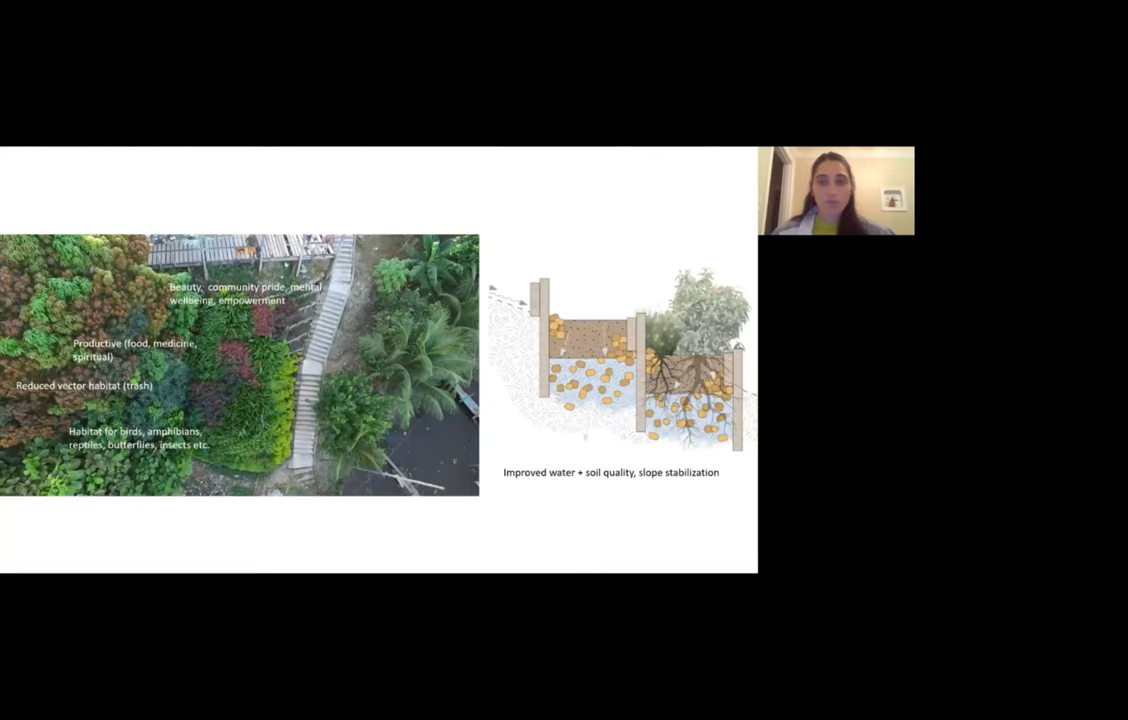 Beauty, community pride, mental
wellbeing, empowerment
Productive (food, medicine,
spiritual)
Reduced vector habitat (trash)
Habitat for birds, amphibians,
reptiles, butterflies, insects etc.
Improved water + soil quality, slope stabilization